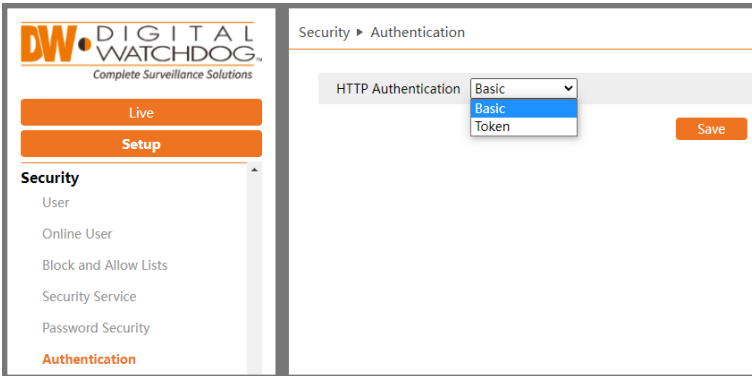 DW DIGITAL WATCHDOG™
Complete Surveillance Solutions
Live
Setup
Security
User
Online User
Block and Allow Lists
Security Service
Password Security
Authentication
Security ▶ Authentication
HTTP Authentication Basic
Basic
Token
Save